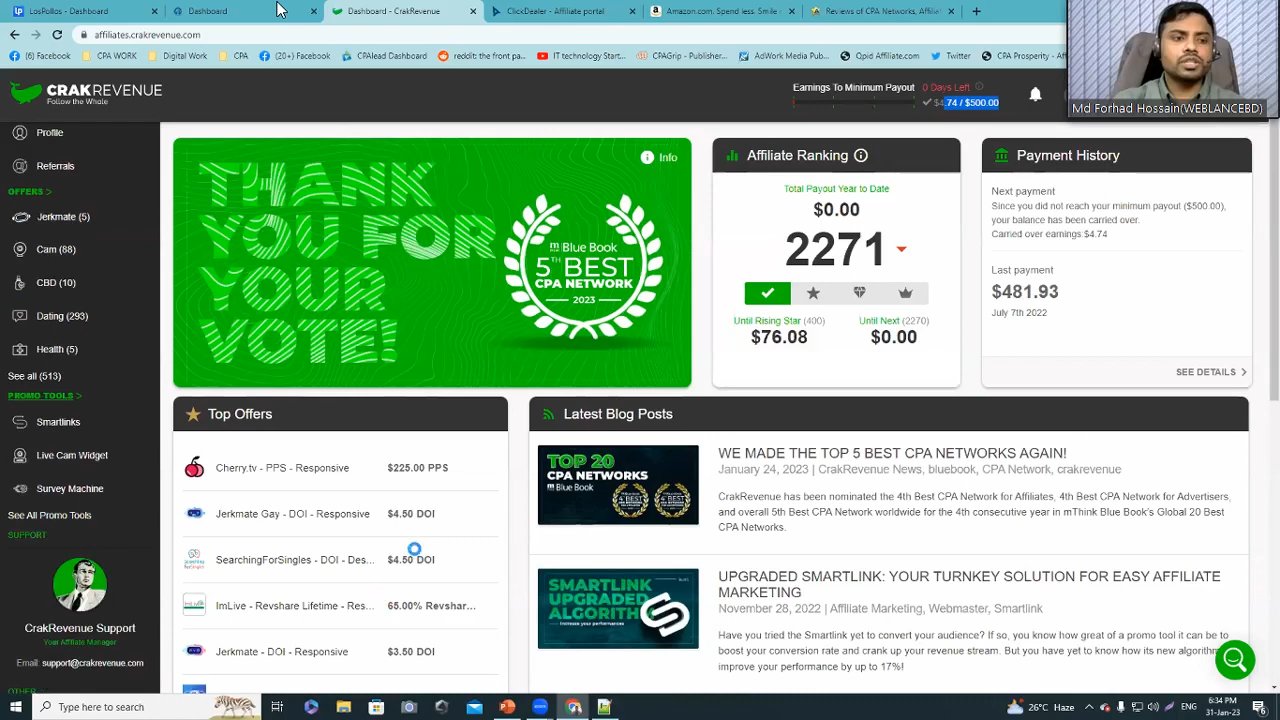 LosPollos | Dashboard
Dashboard
Dashboard - CrakRevenue
ClickDealer Affiliate Portal
Amazon.com. Spend less. Smile
Reviews, News, Jobs
affiliates.crakrevenue.com
(6) Facebook
CPA WORK
Digital Work
CPA
(20+) Facebook
CPAlead Dashboard
reddit:the front pa...
IT technology Start...
CPAGrip - Publishe...
AdWork Media Pub...
Qpid Affiliate.com
Twitter
CPA Prosperity - Aff...
CRAKREVENUE
Follow the Whale
Earnings To Minimum Payout
0 Days Left
$4.74 / $500.00
Md Forhad Hossain(WEBLANCEBD)
Profile
Referrals
OFFERS >
Jerkmate (5)
Cam (88)
CBD (10)
Dating (293)
Health (5)
See all (513)
PROMO TOOLS >
Smartlinks
Live Cam Widget
Survey Machine
See All Promo Tools
SUPPORT
CrakRevenue Support
Your Affiliate Manager
Email: support@crakrevenue.com
OTHER
Info
THANK
YOU FOR
YOUR
VOTE!
mThink Blue Book
5TH BEST
CPA NETWORK
2023
Affiliate Ranking
Total Payout Year to Date
$0.00
2271
Until Rising Star (400)
$76.08
Until Next (2270)
$0.00
Payment History
Next payment
Since you did not reach your minimum payout ($500.00),
your balance has been carried over.
Carried over earnings:$4.74
Last payment
$481.93
July 7th 2022
SEE DETAILS
Top Offers
Cherry.tv - PPS - Responsive
$225.00 PPS
Jerkmate Gay - DOI - Responsive
$4.50 DOI
SearchingForSingles - DOI - Des...
$4.50 DOI
ImLive - Revshare Lifetime - Res...
65.00% Revshar...
Jerkmate - DOI - Responsive
$3.50 DOI
Latest Blog Posts
TOP 20
CPA NETWORKS
mThink Blue Book
WE MADE THE TOP 5 BEST CPA NETWORKS AGAIN!
January 24, 2023 | CrakRevenue News, bluebook, CPA Network, crakrevenue
CrakRevenue has been nominated the 4th Best CPA Network for Affiliates, 4th Best CPA Network for Advertisers,
and overall 5th Best CPA Network worldwide for the 4th consecutive year in mThink Blue Book's Global 20 Best
CPA Networks.
SMARTLINK
UPGRADED
ALGORITHM
Increase your performances
UPGRADED SMARTLINK: YOUR TURNKEY SOLUTION FOR EASY AFFILIATE
MARKETING
November 28, 2022 | Affiliate Marketing, Webmaster, Smartlink
Have you tried the Smartlink yet to convert your audience? If so, you know how great of a promo tool it can be to
boost your conversion rate and crank up your revenue stream. But you have yet to know how its new algorithm
improve your performance by up to 17%!
Type here to search
26°C Haze
6:34 PM
31-Jan-23